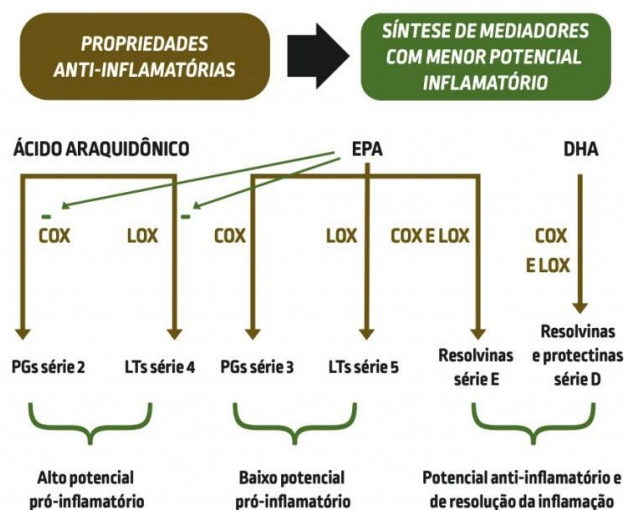 PROPRIEDADES
ANTI-INFLAMATÓRIAS
SÍNTESE DE MEDIADORES
COM MENOR POTENCIAL
INFLAMATÓRIO
ÁCIDO ARAQUIDÔNICO
EPA
DHA
-
-
COX
LOX
COX
LOX
COX E LOX
COX
E LOX
PGs série 2
LTs série 4
PGs série 3
LTs série 5
Resolvinas
série E
Resolvinas
e protectinas
série D
Alto potencial
pró-inflamatório
Baixo potencial
pró-inflamatório
Potencial anti-inflamatório e
de resolução da inflamação